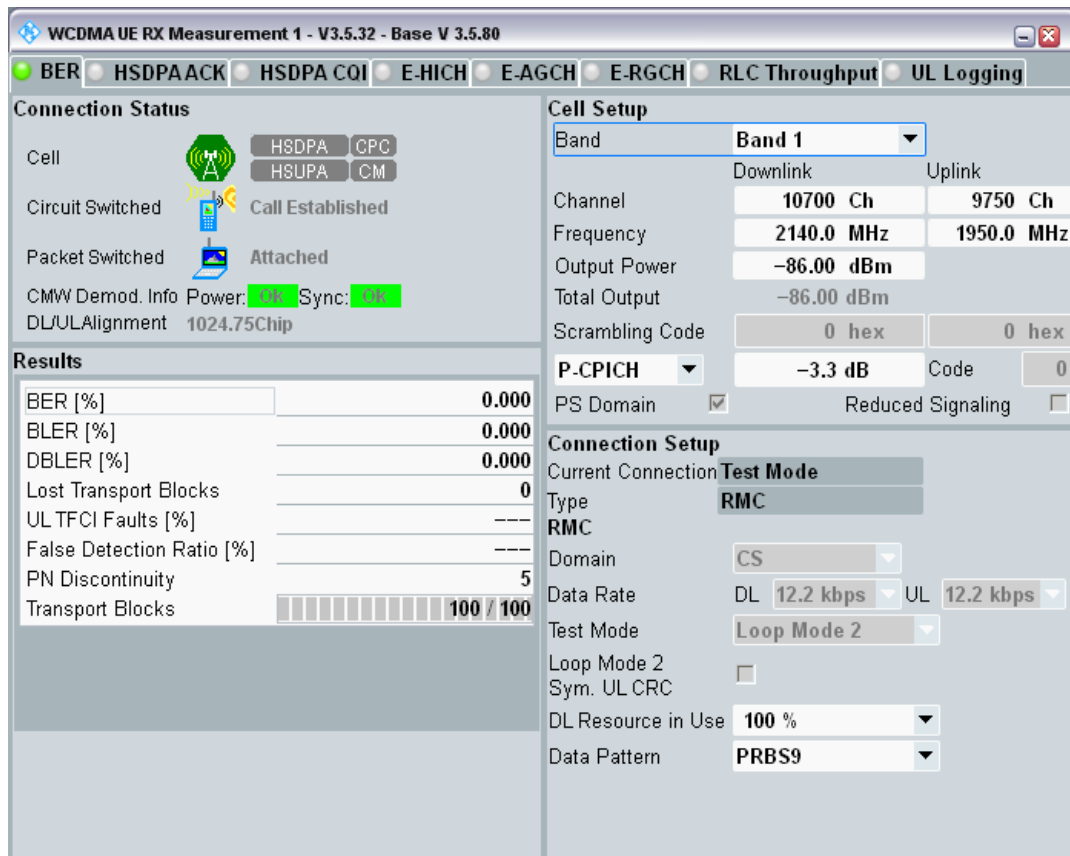 WCDMA UE RX Measurement 1 - V3.5.32 - Base V 3.5.80
BER HSDPA ACK HSDPA CQI E-HICH E-AGCH E-RGCH RLC Throughput UL Logging
Connection Status
Cell HSDPA CPC
HSUPA CM
Circuit Switched Call Established
Packet Switched Attached
CMW Demod. Info Power: Ok Sync: Ok
DL/ULAlignment 1024.75Chip
Results
BER [%] 0.000
BLER [%] 0.000
DBLER [%] 0.000
Lost Transport Blocks 0
UL TFCI Faults [%] ---
False Detection Ratio [%] ---
PN Discontinuity 5
Transport Blocks 100 / 100
Cell Setup
Band Band 1
Downlink Uplink
Channel 10700 Ch 9750 Ch
Frequency 2140.0 MHz 1950.0 MHz
Output Power -86.00 dBm
Total Output -86.00 dBm
Scrambling Code 0 hex 0 hex
P-CPICH -3.3 dB Code 0
PS Domain Reduced Signaling
Connection Setup
Current Connection Test Mode
Type RMC
RMC
Domain CS
Data Rate DL 12.2 kbps UL 12.2 kbps
Test Mode Loop Mode 2
Loop Mode 2
Sym. UL CRC
DL Resource in Use 100 %
Data Pattern PRBS9